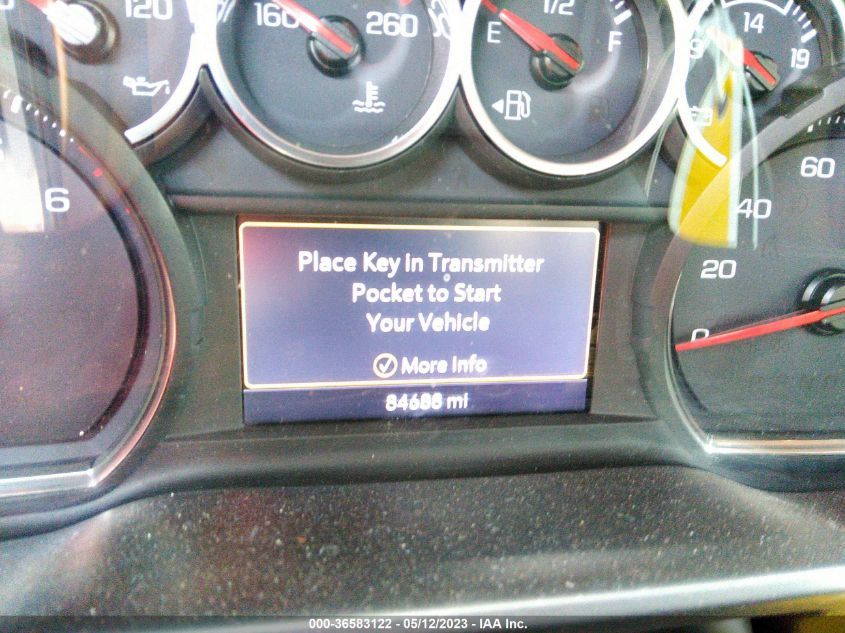 120
160
260
E
1/2
F
9
14
19
6
Place Key in Transmitter
Pocket to Start
Your Vehicle
More Info
84688 mi
60
40
20
0
000-36583122 - 05/12/2023 - IAA Inc.